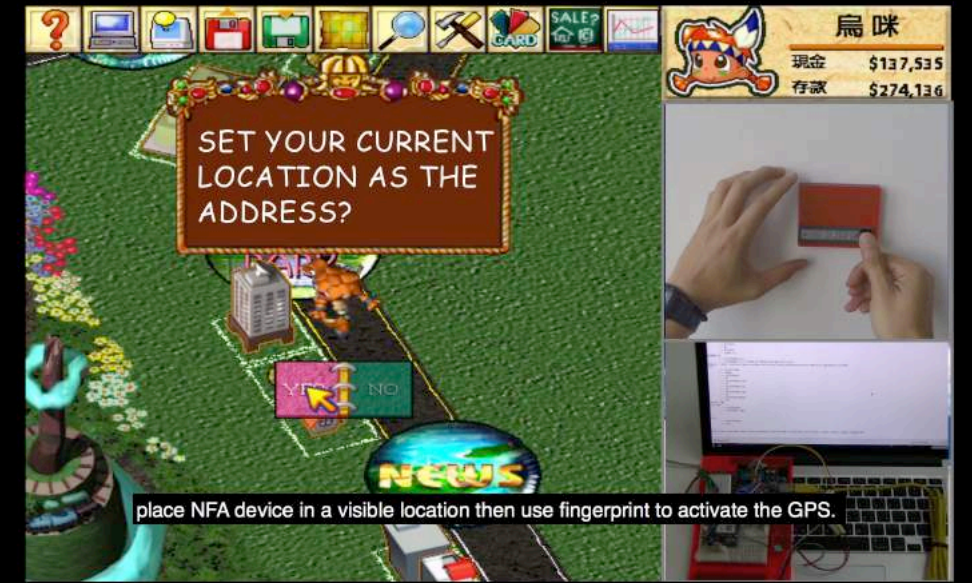 CARD
SALE?
烏咪
現金 $137,535
存款 $274,136
SET YOUR CURRENT
LOCATION AS THE
ADDRESS?
YES NO
NEWS
place NFA device in a visible location then use fingerprint to activate the GPS.